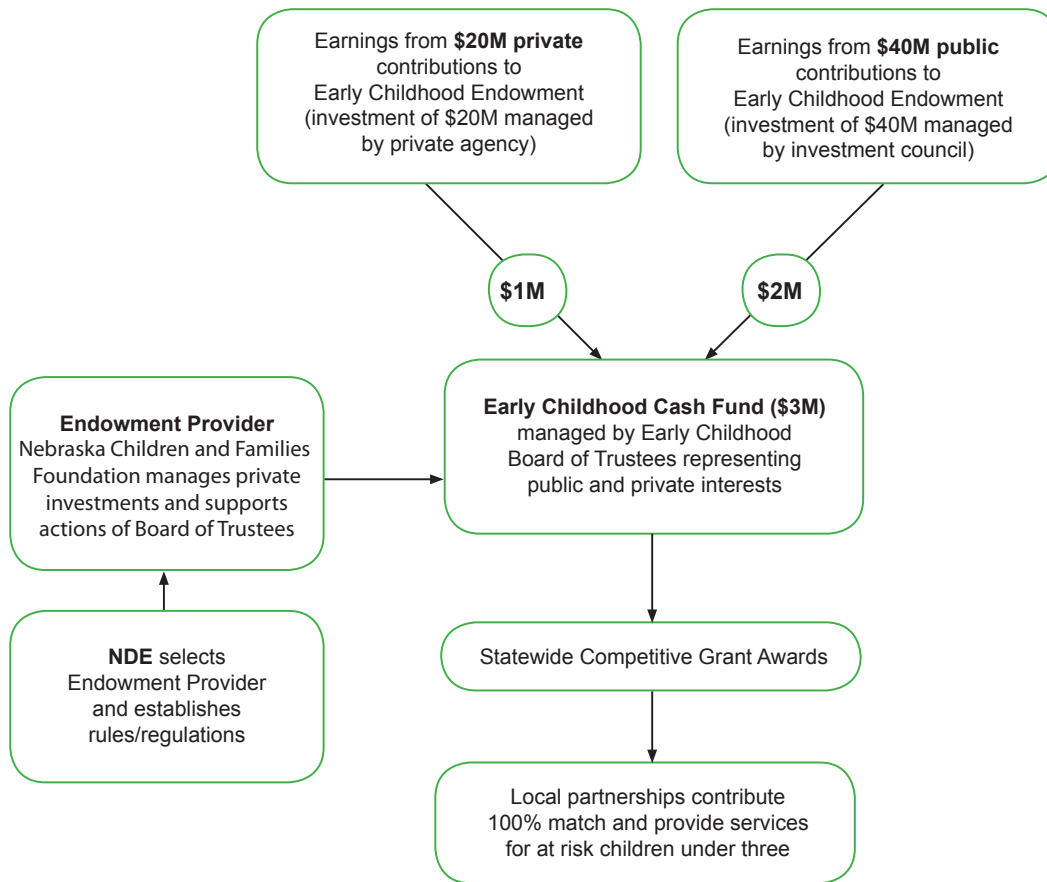 Earnings from $20M private
contributions to
Early Childhood Endowment
(investment of $20M managed
by private agency)
Earnings from $40M public
contributions to
Early Childhood Endowment
(investment of $40M managed
by investment council)
$1M
$2M
Early Childhood Cash Fund ($3M)
managed by Early Childhood
Board of Trustees representing
public and private interests
Endowment Provider
Nebraska Children and Families
Foundation manages private
investments and supports
actions of Board of Trustees
NDE selects
Endowment Provider
and establishes
rules/regulations
Statewide Competitive Grant Awards
Local partnerships contribute
100% match and provide services
for at risk children under three